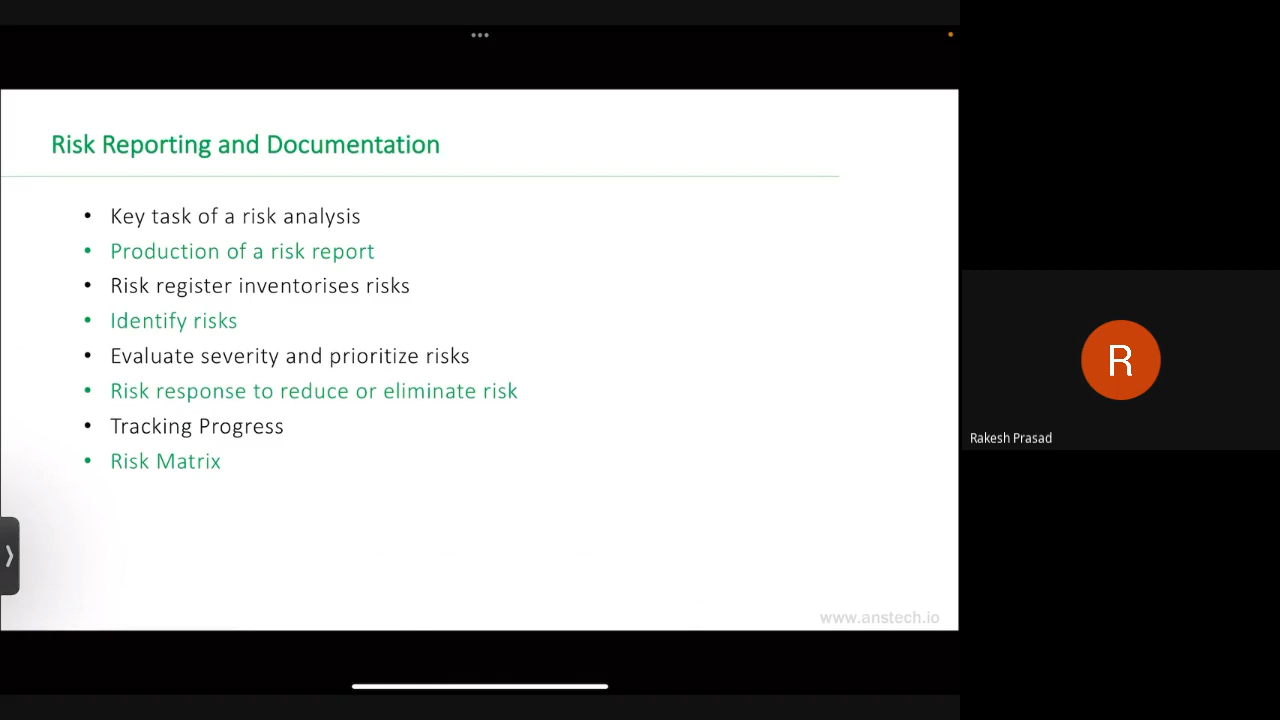 Risk Reporting and Documentation
• Key task of a risk analysis
• Production of a risk report
• Risk register inventorises risks
• Identify risks
• Evaluate severity and prioritize risks
• Risk response to reduce or eliminate risk
• Tracking Progress
• Risk Matrix
www.anstech.io
R
Rakesh Prasad